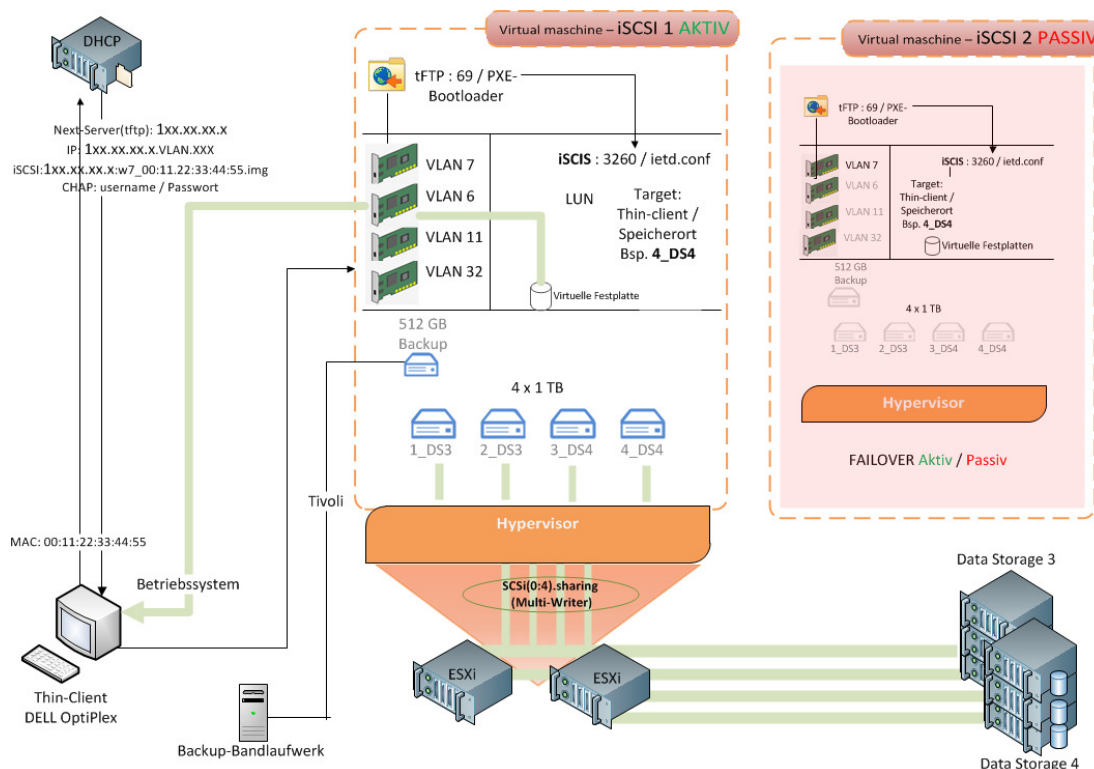 DHCP
Next-Server(tftp): 1xx.xx.xx.x
IP: 1xx.xx.xx.x.VLAN.XXX
iSCSI:1xx.xx.xx.x:w7_00:11.22:33:44:55.img
CHAP: username / Passwort
MAC: 00:11:22:33:44:55
Betriebssystem
Thin-Client
DELL OptiPlex
Backup-Bandlaufwerk
Tivoli
Virtual maschine – iSCSI 1 AKTIV
tFTP : 69 / PXE-
Bootloader
VLAN 7
VLAN 6
VLAN 11
VLAN 32
iSCIS : 3260 / ietd.conf
LUN
Target:
Thin-client /
Speicherort
Bsp. 4_DS4
Virtuelle Festplatte
512 GB
Backup
4 x 1 TB
1_DS3
2_DS3
3_DS4
4_DS4
Hypervisor
SCSi(0:4).sharing
(Multi-Writer)
ESXi
ESXi
Virtual maschine – iSCSI 2 PASSIV
tFTP : 69 / PXE-
Bootloader
VLAN 7
VLAN 6
VLAN 11
VLAN 32
iSCIS : 3260 / ietd.conf
Target:
Thin-client /
Speicherort
Bsp. 4_DS4
Virtuelle Festplatten
512 GB
Backup
4 x 1 TB
1_DS3
2_DS3
3_DS4
4_DS4
Hypervisor
FAILOVER Aktiv / Passiv
Data Storage 3
Data Storage 4